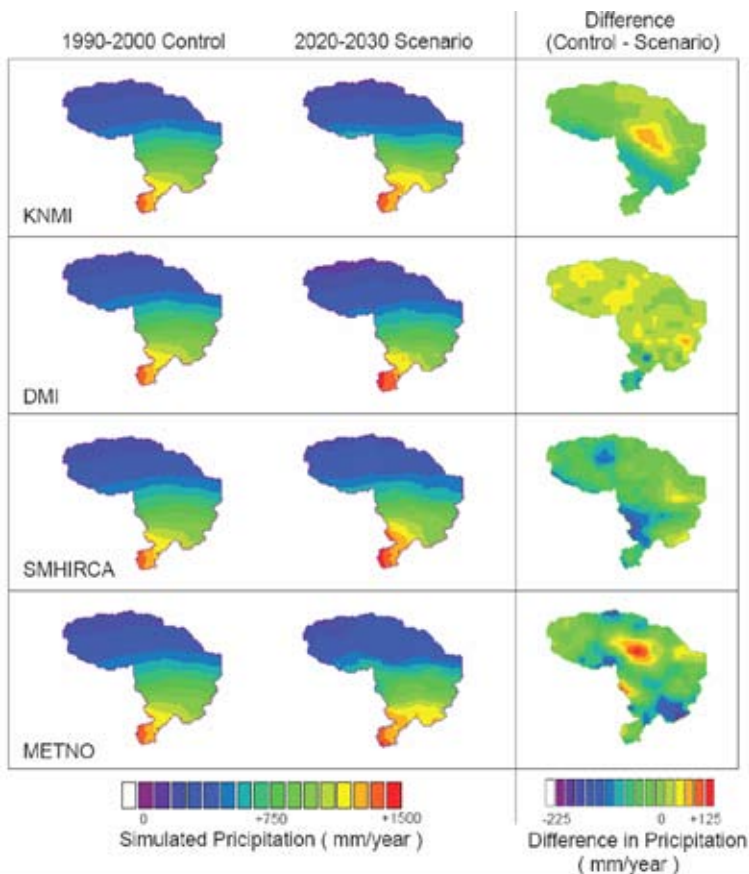 1990-2000 Control
2020-2030 Scenario
Difference
(Control - Scenario)
KNMI
DMI
SMHIRCA
METNO
0
+750
+1500
Simulated Pricipitation ( mm/year )
-225
0
+125
Difference in Pricipitation
( mm/year )